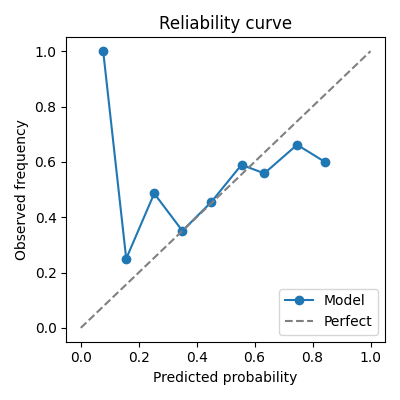 Reliability curve
Observed frequency
1.0
0.8
0.6
0.4
0.2
0.0
0.0 0.2 0.4 0.6 0.8 1.0
Predicted probability
Model
Perfect